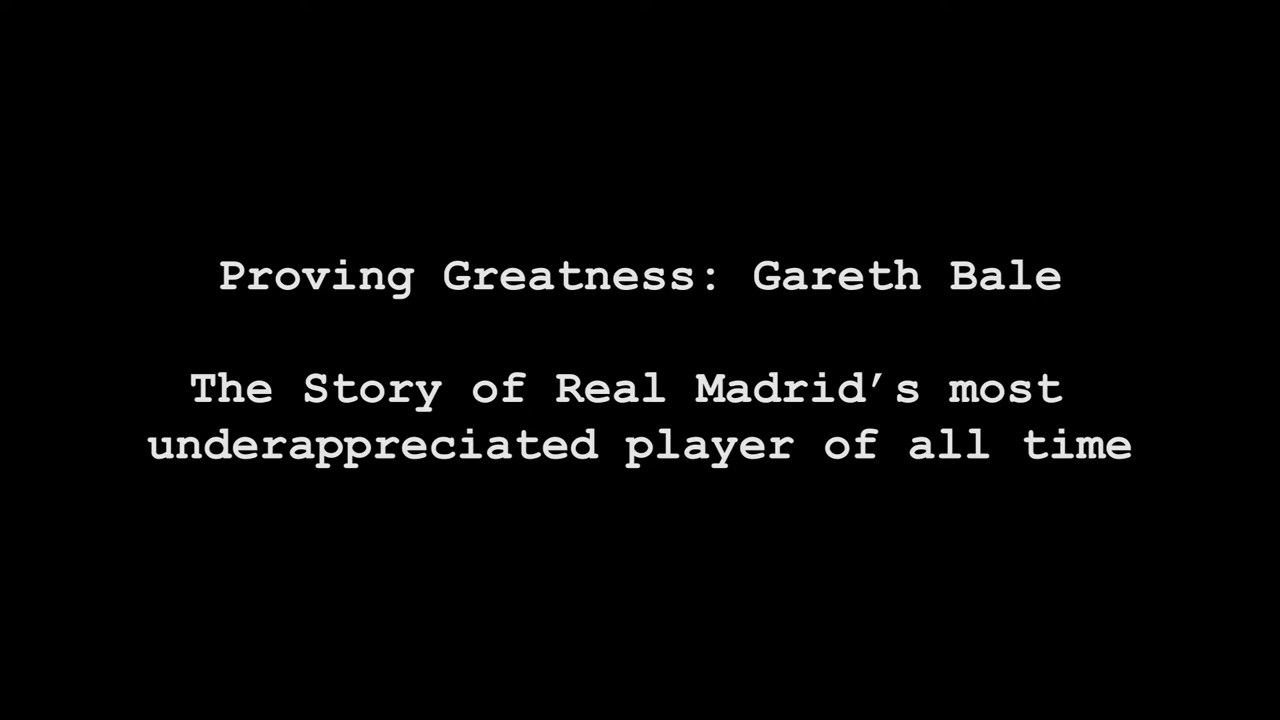 Proving Greatness: Gareth Bale
The Story of Real Madrid’s most
underappreciated player of all time